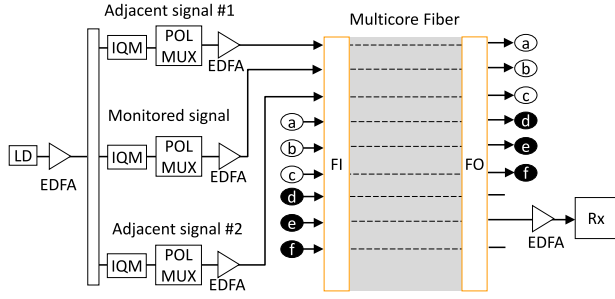 Adjacent signal #1
Multicore Fiber
IQM
POL
MUX
EDFA
a
b
Monitored signal
c
a
d
LD
EDFA
IQM
POL
MUX
EDFA
b
e
c
FI
FO
f
d
Adjacent signal #2
e
Rx
EDFA
IQM
POL
MUX
EDFA
f